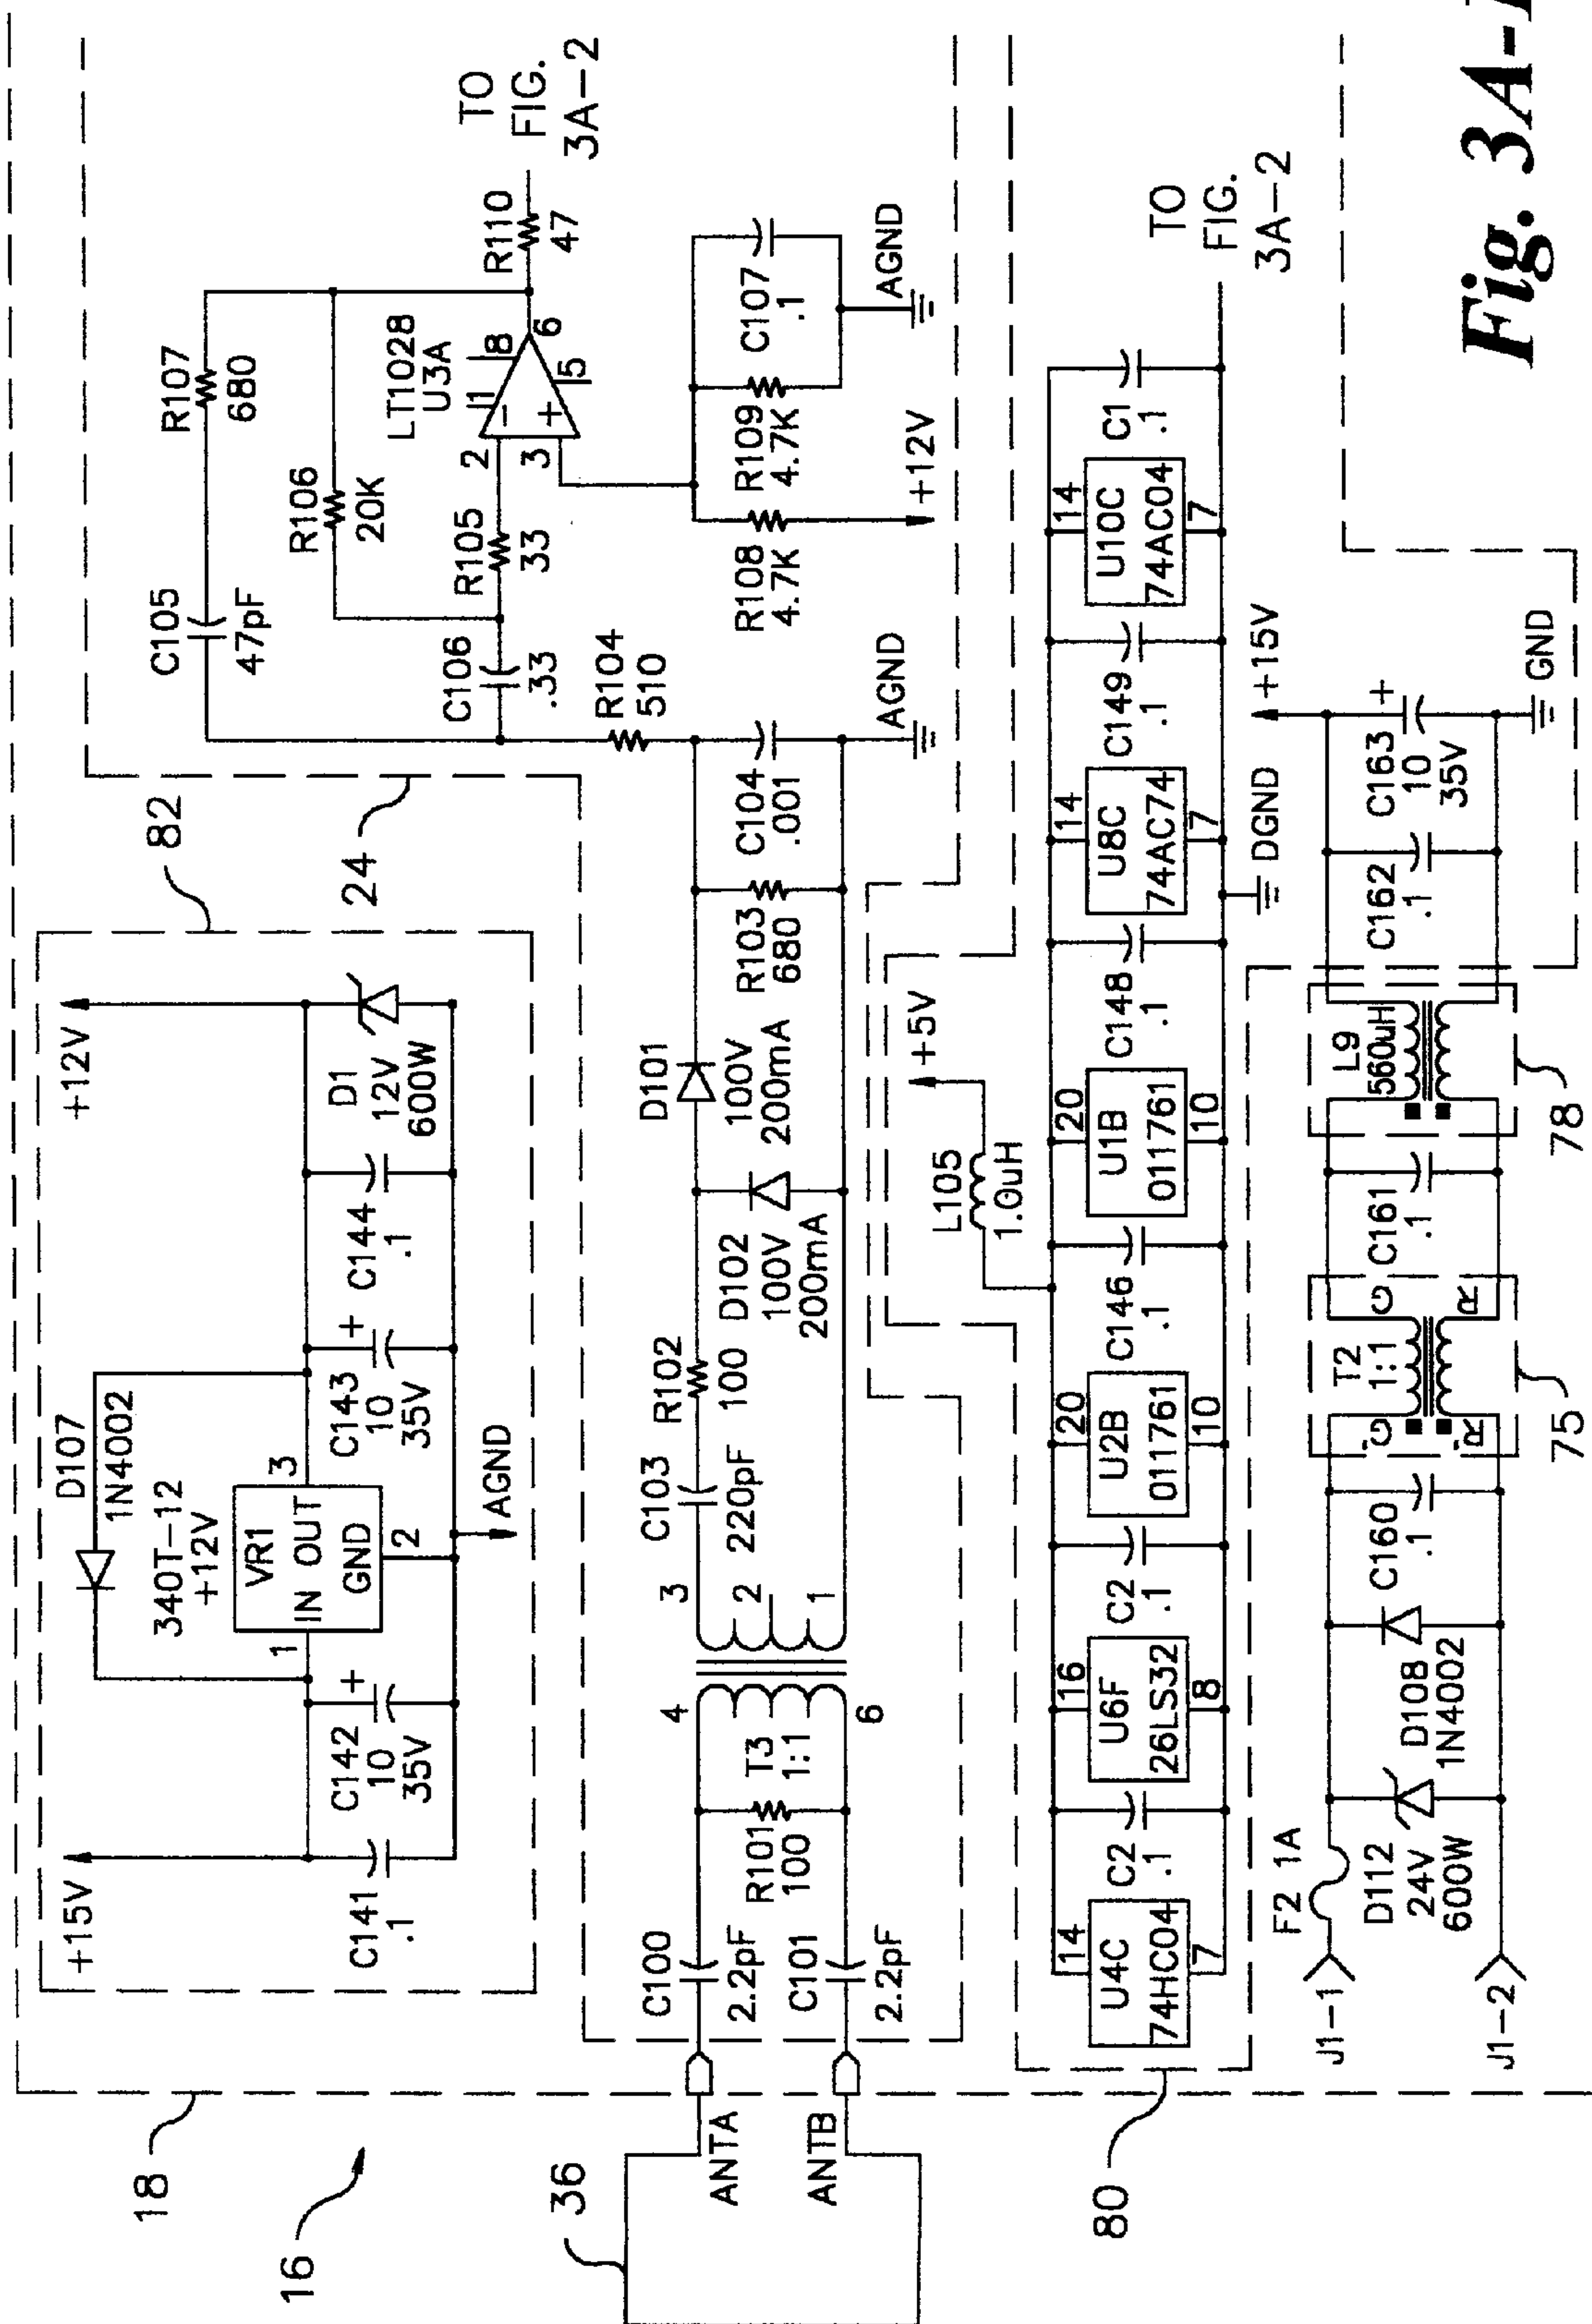 16
18
82
+15V
C141
.1
C142
10
35V
1
VR1
IN OUT
GND
2
3
340T-12
+12V
D107
1N4002
C143
10
35V
AGND
C144
.1
D1
12V
600W
+12V
24
36
ANTA
ANTB
C100
2.2pF
C101
2.2pF
R101
100
T3
1:1
4
6
3
2
1
C103
220pF
R102
100
D102
100V
200mA
D101
100V
200mA
R103
680
C104
.001
AGND
R104
510
C106
.33
C105
47pF
R107
680
R106
20K
R105
33
2
3
LT1028
U3A
1
8
5
6
R110
47
TO
FIG.
3A-2
R108
4.7K
R109
4.7K
+12V
C107
.1
AGND
80
14
U4C
74HC04
7
C2
.1
16
U6F
26LS32
8
C2
.1
20
U2B
011761
10
C146
.1
L105
1.0uH
+5V
20
U1B
011761
10
C148
.1
14
U8C
74AC74
7
DGND
C149
.1
14
U10C
74AC04
7
C1
.1
TO
FIG.
3A-2
J1-1
J1-2
F2 1A
D112
24V
600W
D108
1N4002
C160
.1
T2
1:1
G
R
G
R
75
C161
.1
L9
560uH
78
C162
.1
C163
10
35V
+15V
GND
Fig. 3A-1